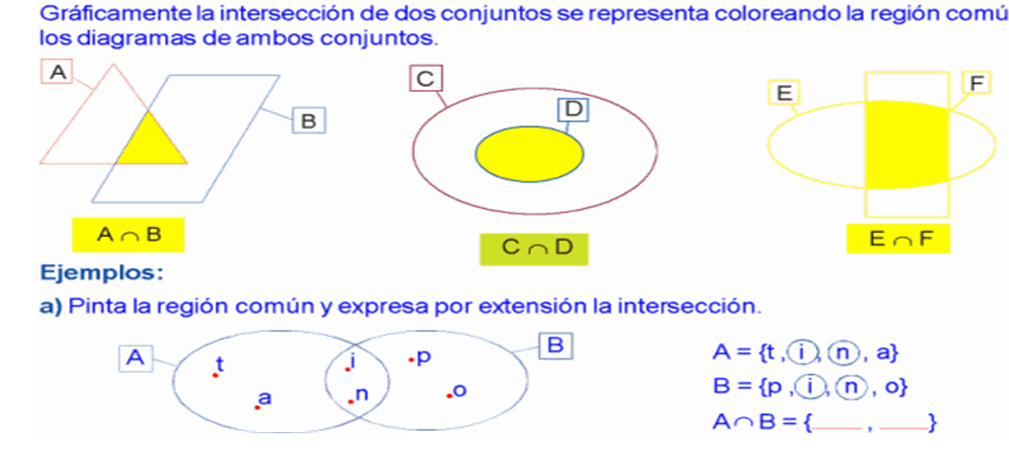 Gráficamente la intersección de dos conjuntos se representa coloreando la región comú
los diagramas de ambos conjuntos.
A
B
A ∩ B
C
D
C ∩ D
E
F
E ∩ F
Ejemplos:
a) Pinta la región común y expresa por extensión la intersección.
A
B
t
a
i
n
p
o
A = {t , i , n , a}
B = {p , i , n , o}
A ∩ B = {____ , ____}